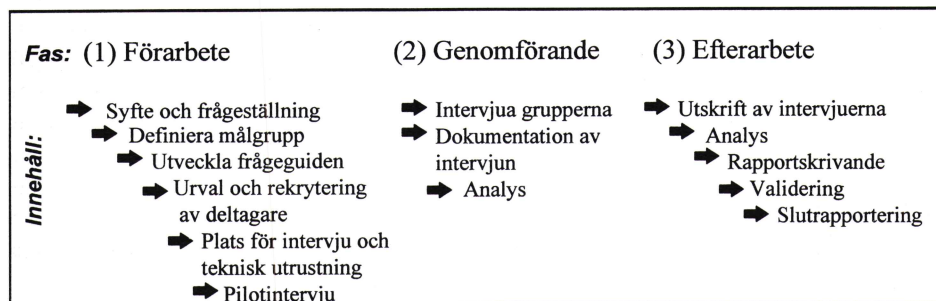 Fas: (1) Förarbete
Syfte och frågeställning
Definiera målgrupp
Utveckla frågeguiden
Urval och rekrytering
av deltagare
Plats för intervju och
teknisk utrustning
Pilotintervju
(2) Genomförande
Intervjua grupperna
Dokumentation av
intervjun
Analys
(3) Efterarbete
Utskrift av intervjuerna
Analys
Rapportskrivande
Validering
Slutrapportering
Innehåll: